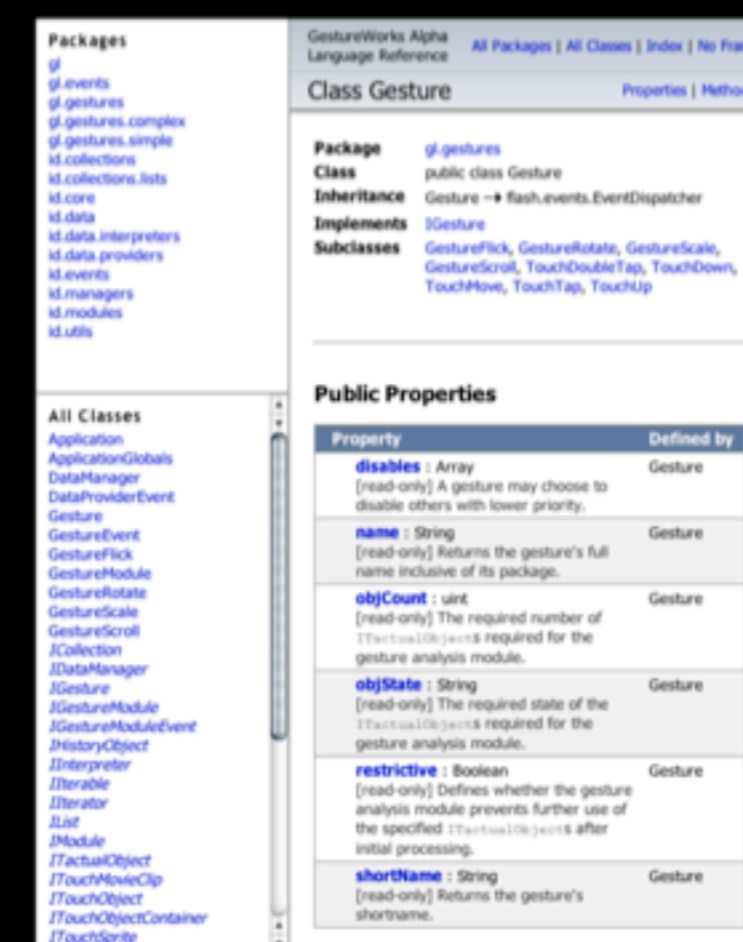 Packages
gl
gl.events
gl.gestures
gl.gestures.complex
gl.gestures.simple
id.collections
id.collections.lists
id.core
id.data
id.data.interpreters
id.data.providers
id.events
id.managers
id.modules
id.utils
All Classes
Application
ApplicationGlobals
DataManager
DataProviderEvent
Gesture
GestureEvent
GestureFlick
GestureModule
GestureRotate
GestureScale
GestureScroll
ICollection
IDataManager
IGesture
IGestureModule
IGestureModuleEvent
IHistoryObject
IInterpreter
IIterable
IIterator
IList
IModule
ITactualObject
ITouchMovieClip
ITouchObject
ITouchObjectContainer
ITouchSprite
GestureWorks Alpha
Language Reference
All Packages | All Classes | Index | No Fra
Class Gesture
Properties | Metho
Package gl.gestures
Class public class Gesture
Inheritance Gesture → flash.events.EventDispatcher
Implements IGesture
Subclasses GestureFlick, GestureRotate, GestureScale,
GestureScroll, TouchDoubleTap, TouchDown,
TouchMove, TouchTap, TouchUp
Public Properties
Property Defined by
disables : Array Gesture
[read-only] A gesture may choose to
disable others with lower priority.
name : String Gesture
[read-only] Returns the gesture's full
name inclusive of its package.
objCount : uint Gesture
[read-only] The required number of
ITactualObjects required for the
gesture analysis module.
objState : String Gesture
[read-only] The required state of the
ITactualObjects required for the
gesture analysis module.
restrictive : Boolean Gesture
[read-only] Defines whether the gesture
analysis module prevents further use of
the specified ITactualObjects after
initial processing.
shortName : String Gesture
[read-only] Returns the gesture's
shortname.